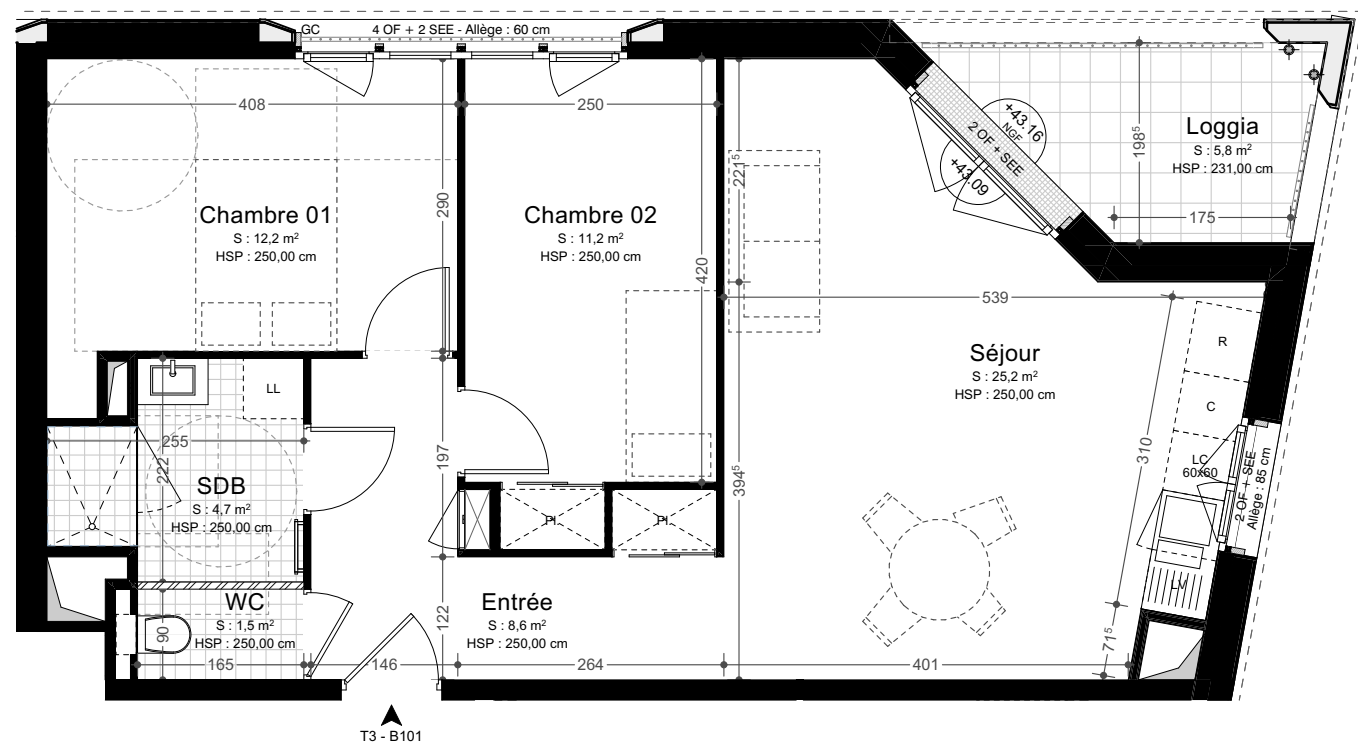 GC
4 OF + 2 SEE - Allège : 60 cm
408
250
290
420
221⁵
198⁵
+43.16
NGF
2 OF + SEE
+43.09
Loggia
S : 5,8 m²
HSP : 231,00 cm
175
Chambre 01
S : 12,2 m²
HSP : 250,00 cm
Chambre 02
S : 11,2 m²
HSP : 250,00 cm
539
Séjour
S : 25,2 m²
HSP : 250,00 cm
R
C
LC
60x60
LV
310
2 OF + SEE
Allège : 85 cm
LL
255
222
197
394⁵
SDB
S : 4,7 m²
HSP : 250,00 cm
Pl
Pl
WC
S : 1,5 m²
HSP : 250,00 cm
90
122
Entrée
S : 8,6 m²
HSP : 250,00 cm
71⁵
165
146
264
401
T3 - B101